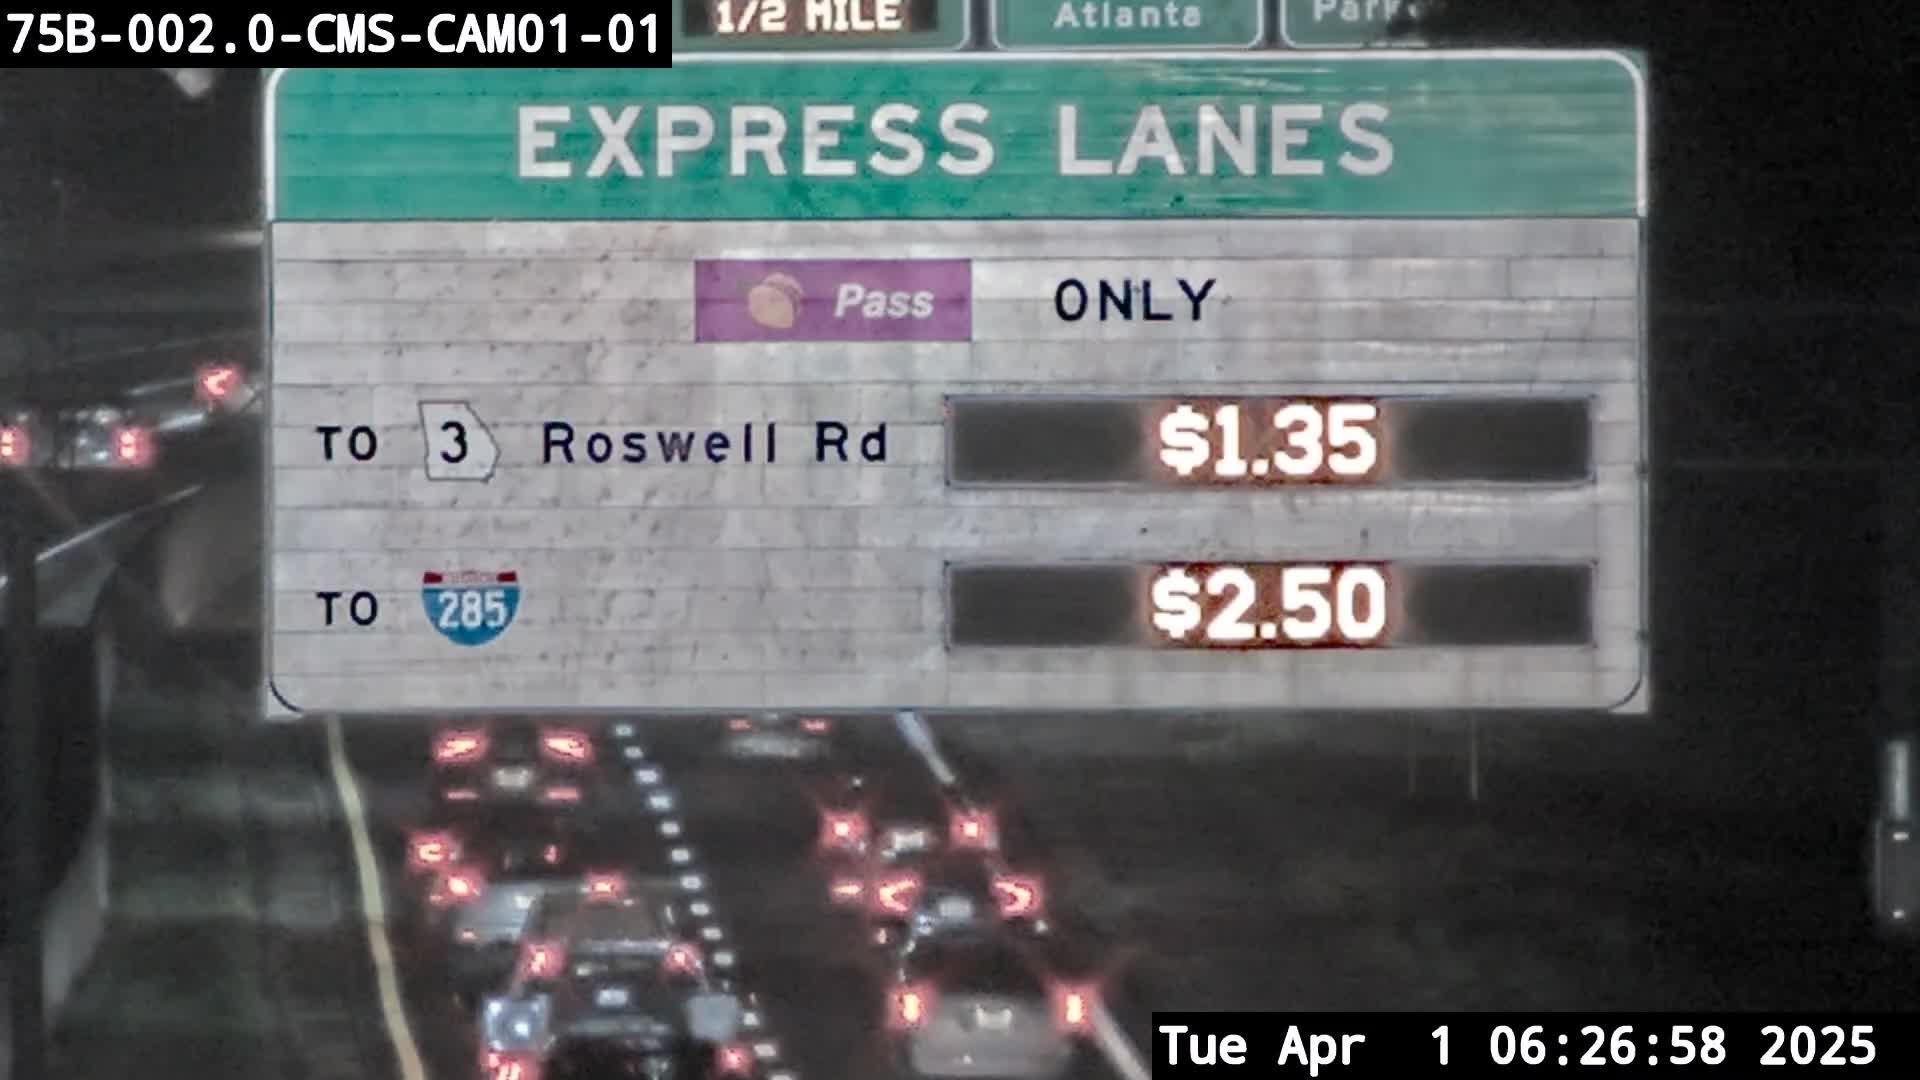 75B-002.0-CMS-CAM01-01
1/2 MILE
Atlanta
EXPRESS LANES
Pass ONLY
TO 3 Roswell Rd $1.35
TO 285 $2.50
Tue Apr 1 06:26:58 2025